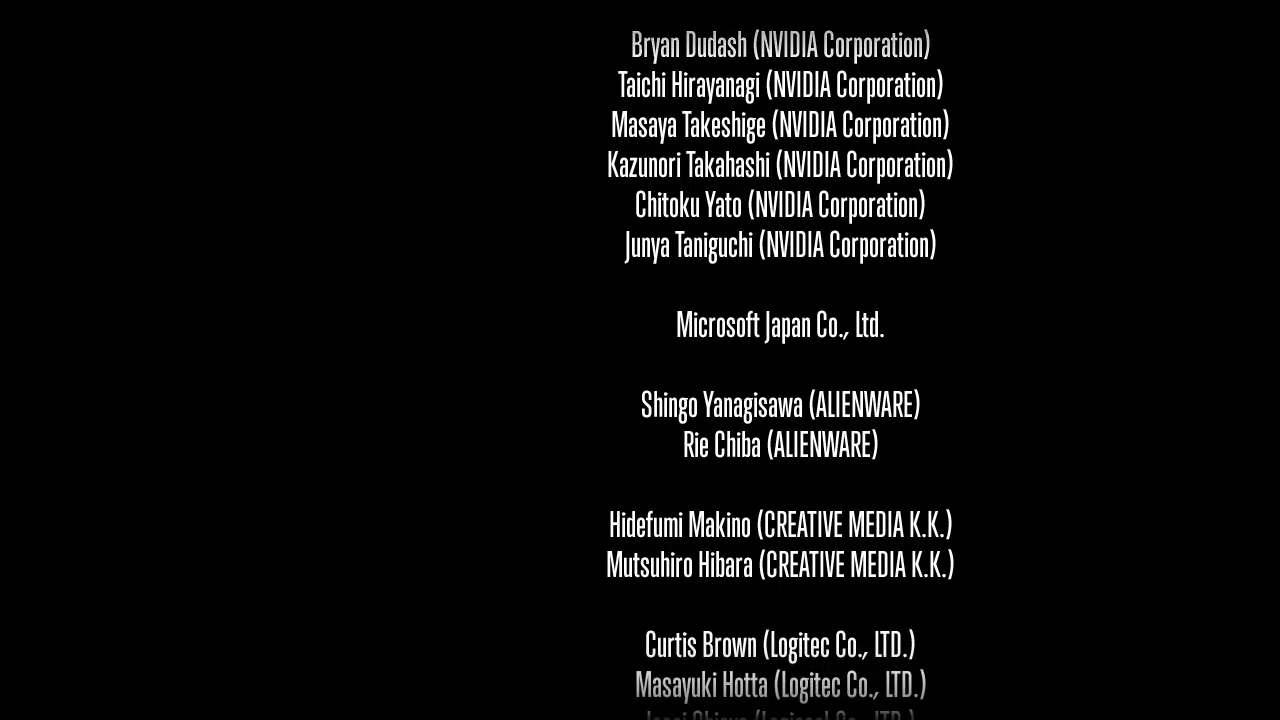 Bryan Dudash (NVIDIA Corporation)
Taichi Hirayanagi (NVIDIA Corporation)
Masaya Takeshige (NVIDIA Corporation)
Kazunori Takahashi (NVIDIA Corporation)
Chitoku Yato (NVIDIA Corporation)
Junya Taniguchi (NVIDIA Corporation)
Microsoft Japan Co., Ltd.
Shingo Yanagisawa (ALIENWARE)
Rie Chiba (ALIENWARE)
Hidefumi Makino (CREATIVE MEDIA K.K.)
Mutsuhiro Hibara (CREATIVE MEDIA K.K.)
Curtis Brown (Logitec Co., LTD.)
Masayuki Hotta (Logitec Co., LTD.)